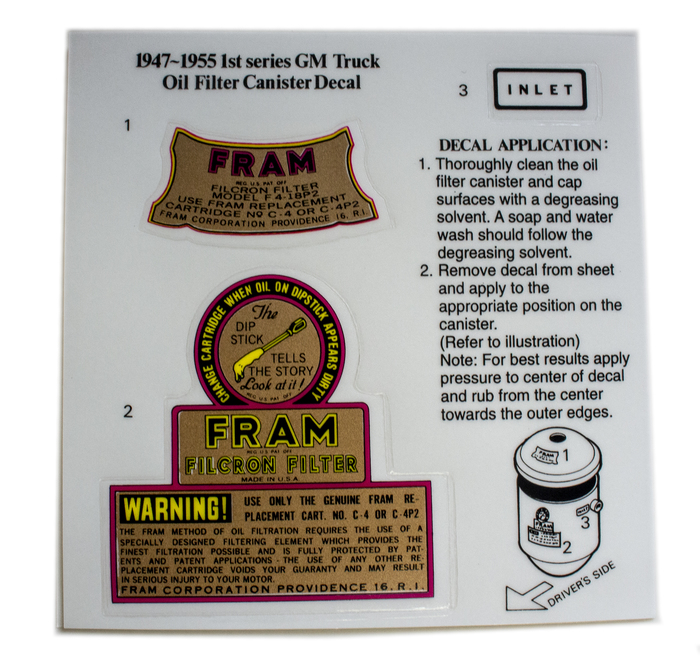 1947~1955 1st series GM Truck
Oil Filter Canister Decal
3
INLET
1
FRAM
REG. U.S. PAT. OFF.
FILCRON FILTER
MODEL F4-18P2
USE FRAM REPLACEMENT
CARTRIDGE Nº C-4 OR C-4P2
FRAM CORPORATION PROVIDENCE 16, R.I.
DECAL APPLICATION:
1. Thoroughly clean the oil
filter canister and cap
surfaces with a degreasing
solvent. A soap and water
wash should follow the
degreasing solvent.
2. Remove decal from sheet
and apply to the
appropriate position on the
canister.
(Refer to illustration)
Note: For best results apply
pressure to center of decal
and rub from the center
towards the outer edges.
2
CHANGE CARTRIDGE WHEN OIL ON DIPSTICK APPEARS DIRTY
The
DIP
STICK
TELLS
THE STORY
Look at it!
REG. U.S. PAT. OFF.
FRAM
REG. U.S. PAT. OFF.
FILCRON FILTER
MADE IN U.S.A.
WARNING! USE ONLY THE GENUINE FRAM RE-
PLACEMENT CART. NO. C-4 OR C-4P2
THE FRAM METHOD OF OIL FILTRATION REQUIRES THE USE OF A
SPECIALLY DESIGNED FILTERING ELEMENT WHICH PROVIDES THE
FINEST FILTRATION POSSIBLE AND IS FULLY PROTECTED BY PAT-
ENTS AND PATENT APPLICATIONS - THE USE OF ANY OTHER RE-
PLACEMENT CARTRIDGE VOIDS YOUR GUARANTY AND MAY RESULT
IN SERIOUS INJURY TO YOUR MOTOR.
FRAM CORPORATION PROVIDENCE 16, R.I.
1
3
FRAM
2
DRIVER'S SIDE